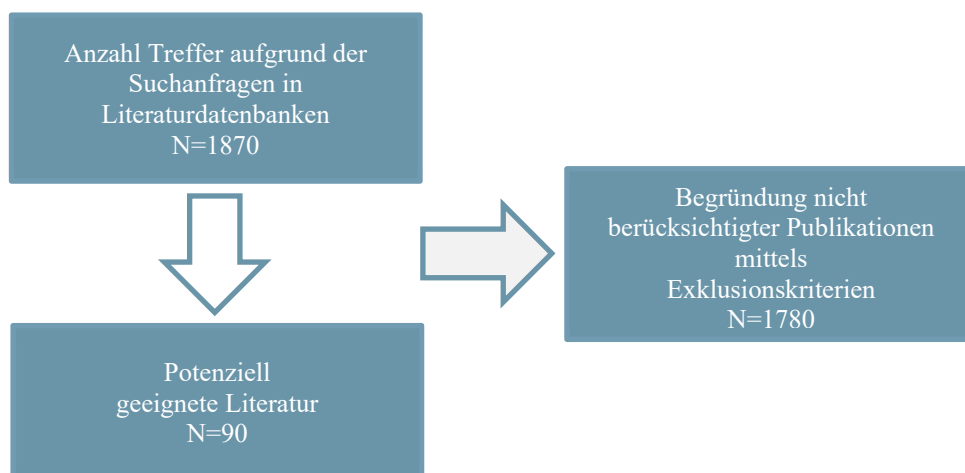 Anzahl Treffer aufgrund der
Suchanfragen in
Literaturdatenbanken
N=1870
Begründung nicht
berücksichtigter Publikationen
mittels
Exklusionskriterien
N=1780
Potenziell
geeignete Literatur
N=90